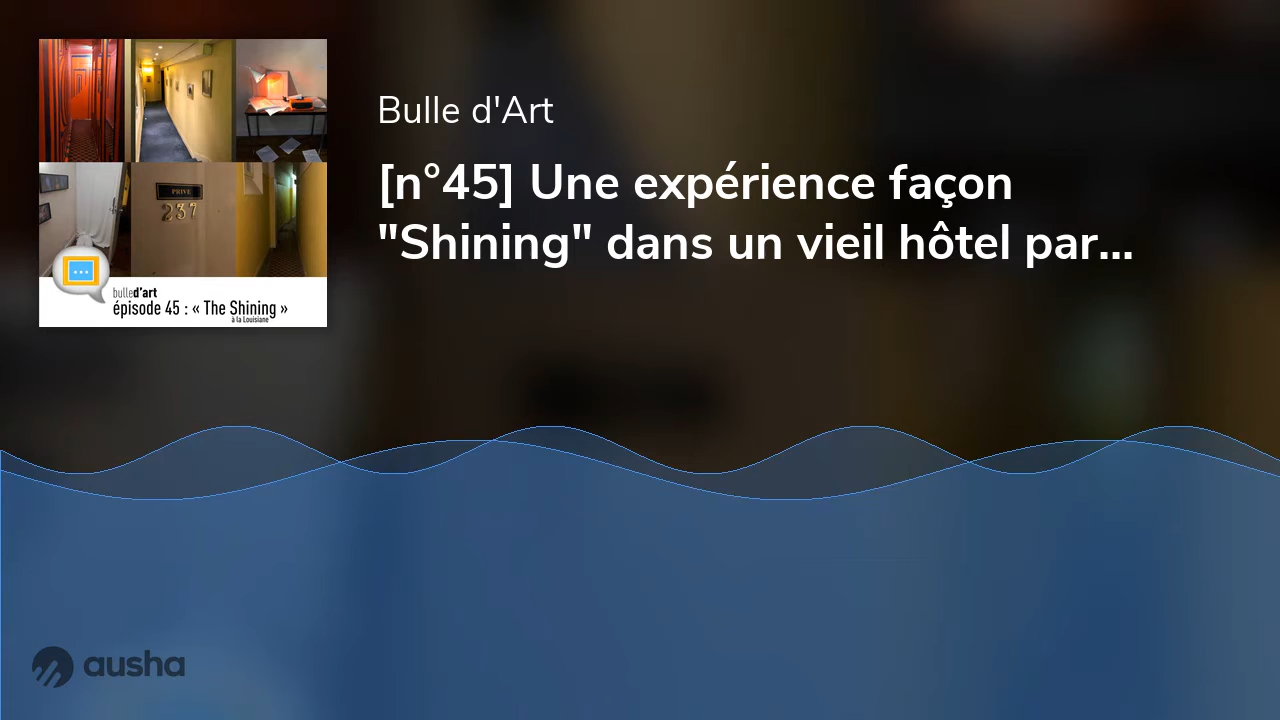 Bulle d'Art
[n°45] Une expérience façon
"Shining" dans un vieil hôtel par...
PRIVÉ
237
bulled'art
épisode 45 : « The Shining »
à la Louisiane
ausha